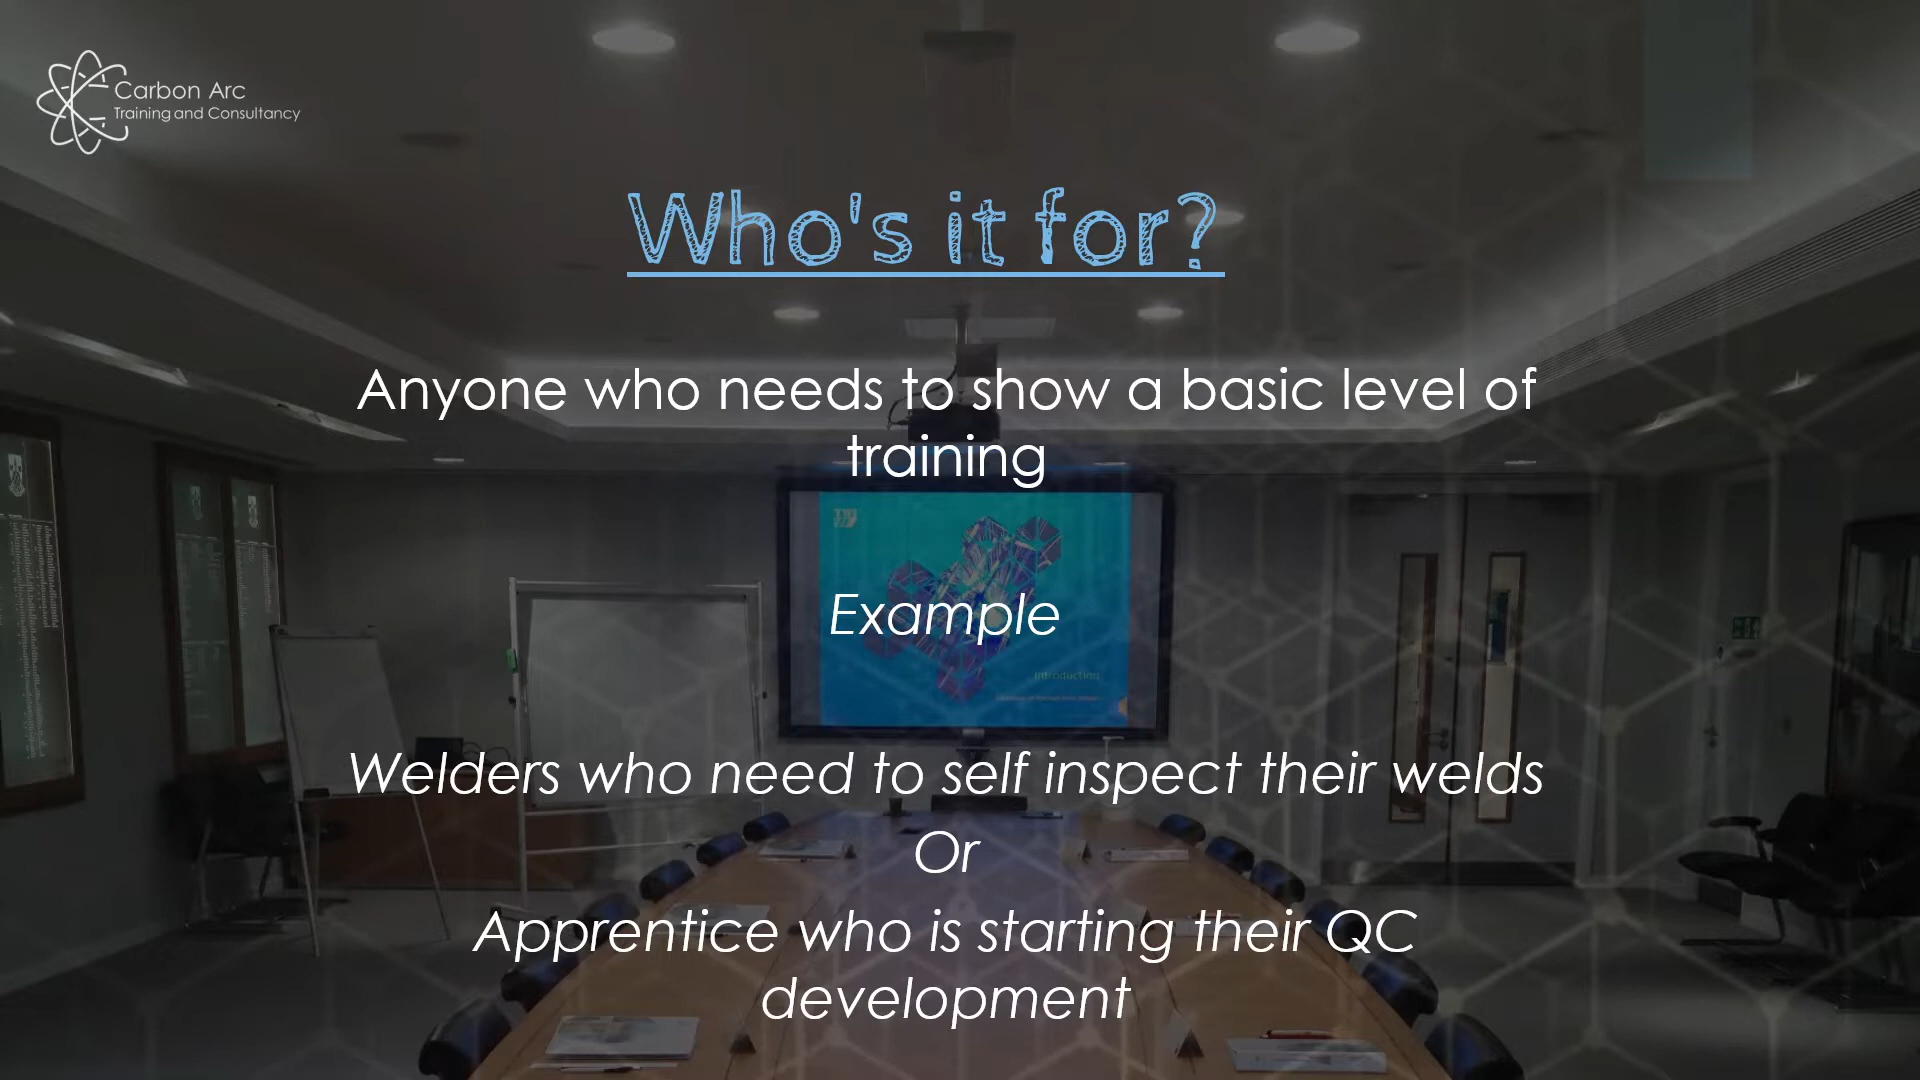 Carbon Arc
Training and Consultancy
Who's it for?
Anyone who needs to show a basic level of
training
Introduction
Example
Welders who need to self inspect their welds
Or
Apprentice who is starting their QC
development